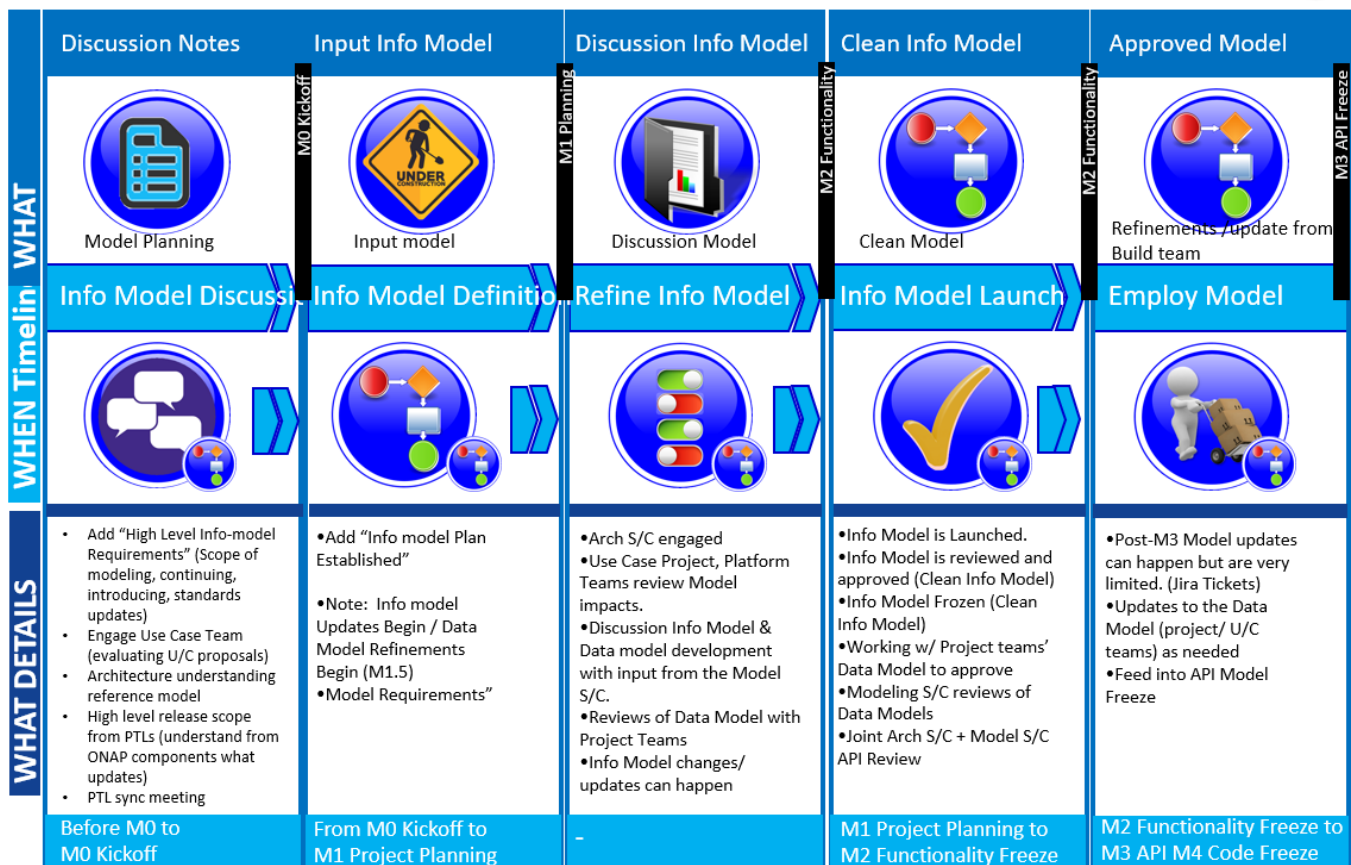 Discussion Notes
Input Info Model
Discussion Info Model
Clean Info Model
Approved Model
M0 Kickoff
M1 Planning
M2 Functionality
M2 Functionality
M3 API Freeze
WHAT
UNDER
CONSTRUCTION
Model Planning
Input model
Discussion Model
Clean Model
Refinements /update from
Build team
WHEN Timelin
Info Model Discussi
Info Model Definitio
Refine Info Model
Info Model Launch
Employ Model
WHAT DETAILS
• Add “High Level Info-model
Requirements” (Scope of
modeling, continuing,
introducing, standards
updates)
• Engage Use Case Team
(evaluating U/C proposals)
• Architecture understanding
reference model
• High level release scope
from PTLs (understand from
ONAP components what
updates)
• PTL sync meeting
•Add “Info model Plan
Established”
•Note: Info model
Updates Begin / Data
Model Refinements
Begin (M1.5)
•Model Requirements”
•Arch S/C engaged
•Use Case Project, Platform
Teams review Model
impacts.
•Discussion Info Model &
Data model development
with input from the Model
S/C.
•Reviews of Data Model with
Project Teams
•Info Model changes/
updates can happen
•Info Model is Launched.
•Info Model is reviewed and
approved (Clean Info Model)
•Info Model Frozen (Clean
Info Model)
•Working w/ Project teams’
Data Model to approve
•Modeling S/C reviews of
Data Models
•Joint Arch S/C + Model S/C
API Review
•Post-M3 Model updates
can happen but are very
limited. (Jira Tickets)
•Updates to the Data
Model (project/ U/C
teams) as needed
•Feed into API Model
Freeze
Before M0 to
M0 Kickoff
From M0 Kickoff to
M1 Project Planning
-
M1 Project Planning to
M2 Functionality Freeze
M2 Functionality Freeze to
M3 API M4 Code Freeze